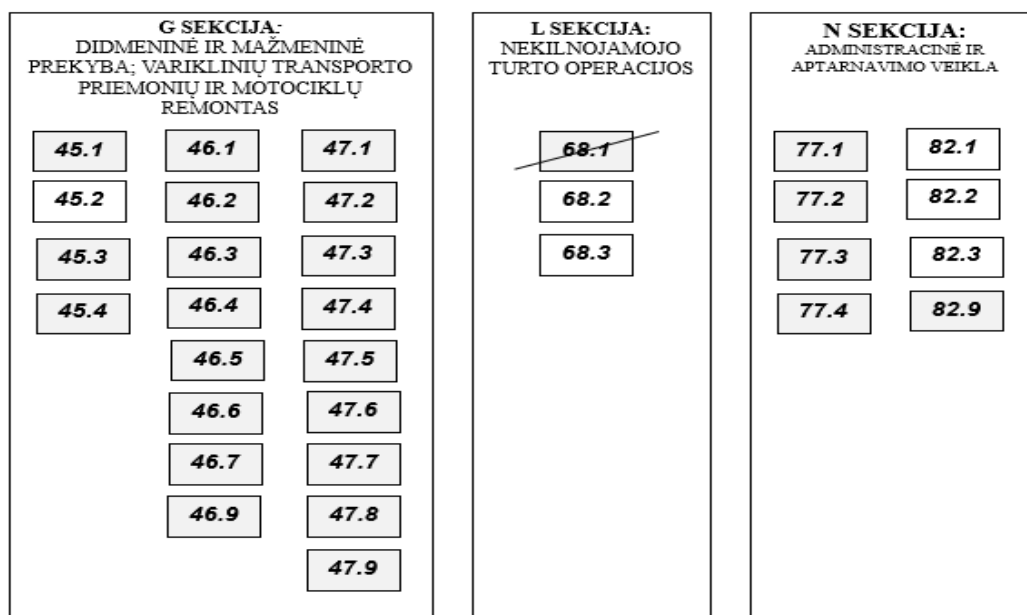 G SEKCIJA:
DIDMENINĖ IR MAŽMENINĖ
PREKYBA; VARIKLINIŲ TRANSPORTO
PRIEMONIŲ IR MOTOCIKLŲ
REMONTAS
45.1 46.1 47.1
45.2 46.2 47.2
45.3 46.3 47.3
45.4 46.4 47.4
46.5 47.5
46.6 47.6
46.7 47.7
46.9 47.8
47.9
L SEKCIJA:
NEKILNOJAMOJO
TURTO OPERACIJOS
68.1
68.2
68.3
N SEKCIJA:
ADMINISTRACINĖ IR
APTARNAVIMO VEIKLA
77.1 82.1
77.2 82.2
77.3 82.3
77.4 82.9